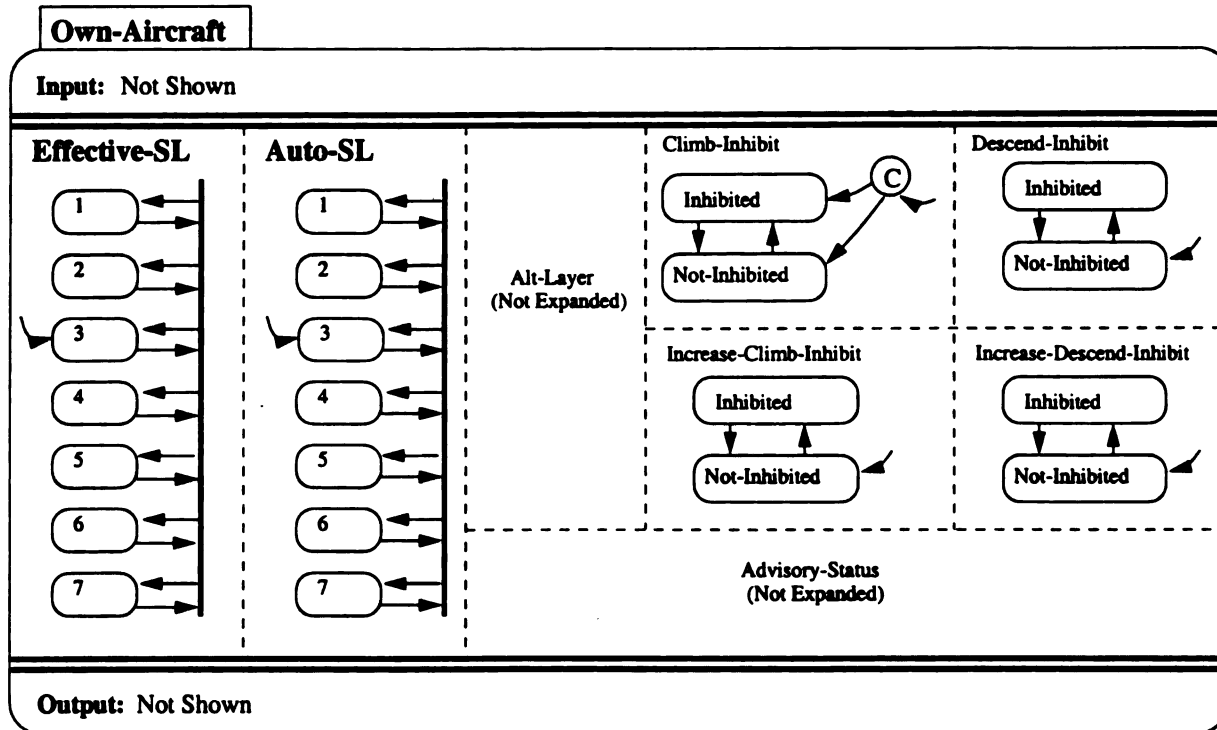 Own-Aircraft
Input: Not Shown
Effective-SL
1
2
3
4
5
6
7
Auto-SL
1
2
3
4
5
6
7
Alt-Layer
(Not Expanded)
Climb-Inhibit
C
Inhibited
Not-Inhibited
Descend-Inhibit
Inhibited
Not-Inhibited
Increase-Climb-Inhibit
Inhibited
Not-Inhibited
Increase-Descend-Inhibit
Inhibited
Not-Inhibited
Advisory-Status
(Not Expanded)
Output: Not Shown